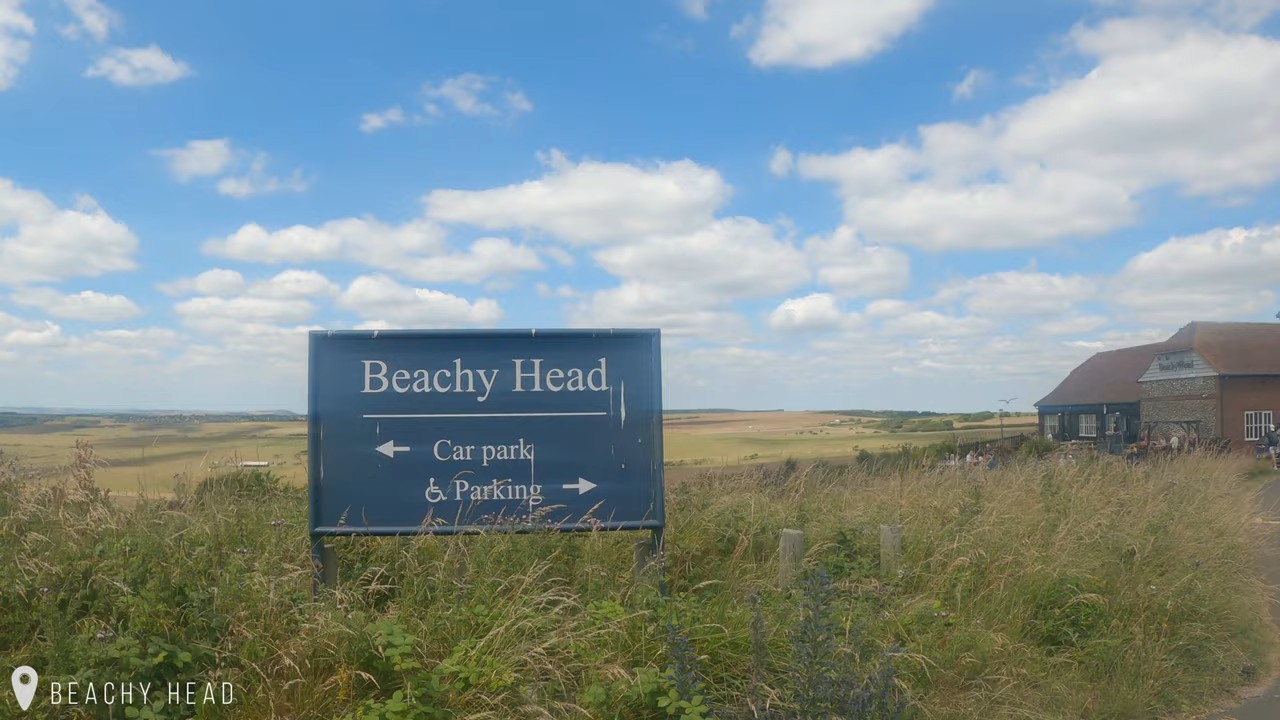 Beachy Head
← Car park
♿ Parking →
BEACHY HEAD